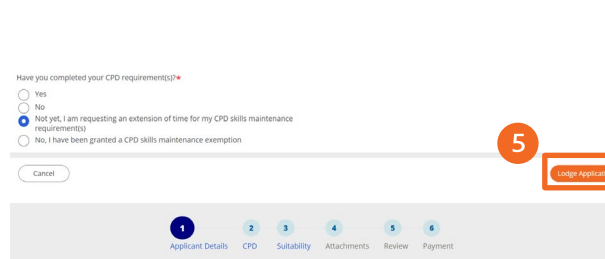 Have you completed your CPD requirement(s)?*
Yes
No
Not yet, I am requesting an extension of time for my CPD skills maintenance
requirement(s)
No, I have been granted a CPD skills maintenance exemption
5
Cancel
Lodge Applicati
1 2 3 4 5 6
Applicant Details CPD Suitability Attachments Review Payment